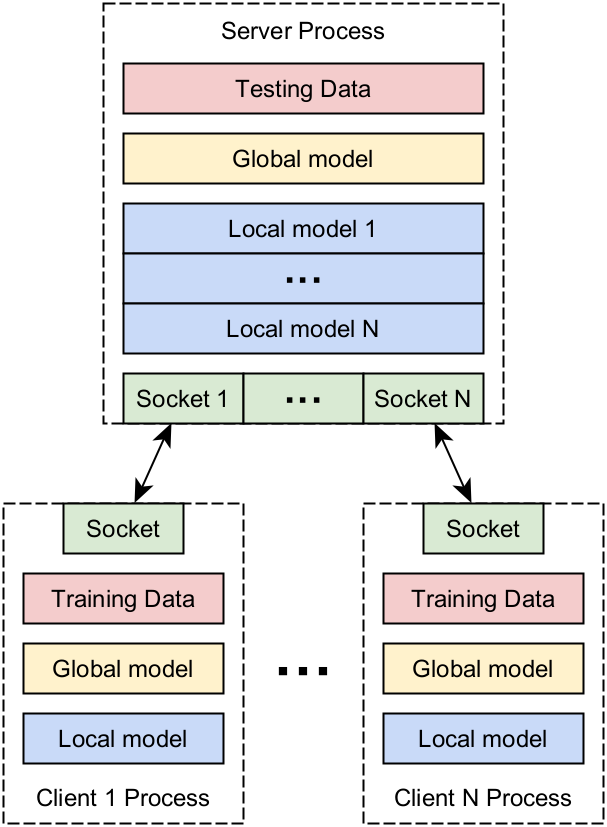 Server Process
Testing Data
Global model
Local model 1
...
Local model N
Socket 1 ... Socket N
Socket Socket
Training Data Training Data
Global model ... Global model
Local model Local model
Client 1 Process Client N Process